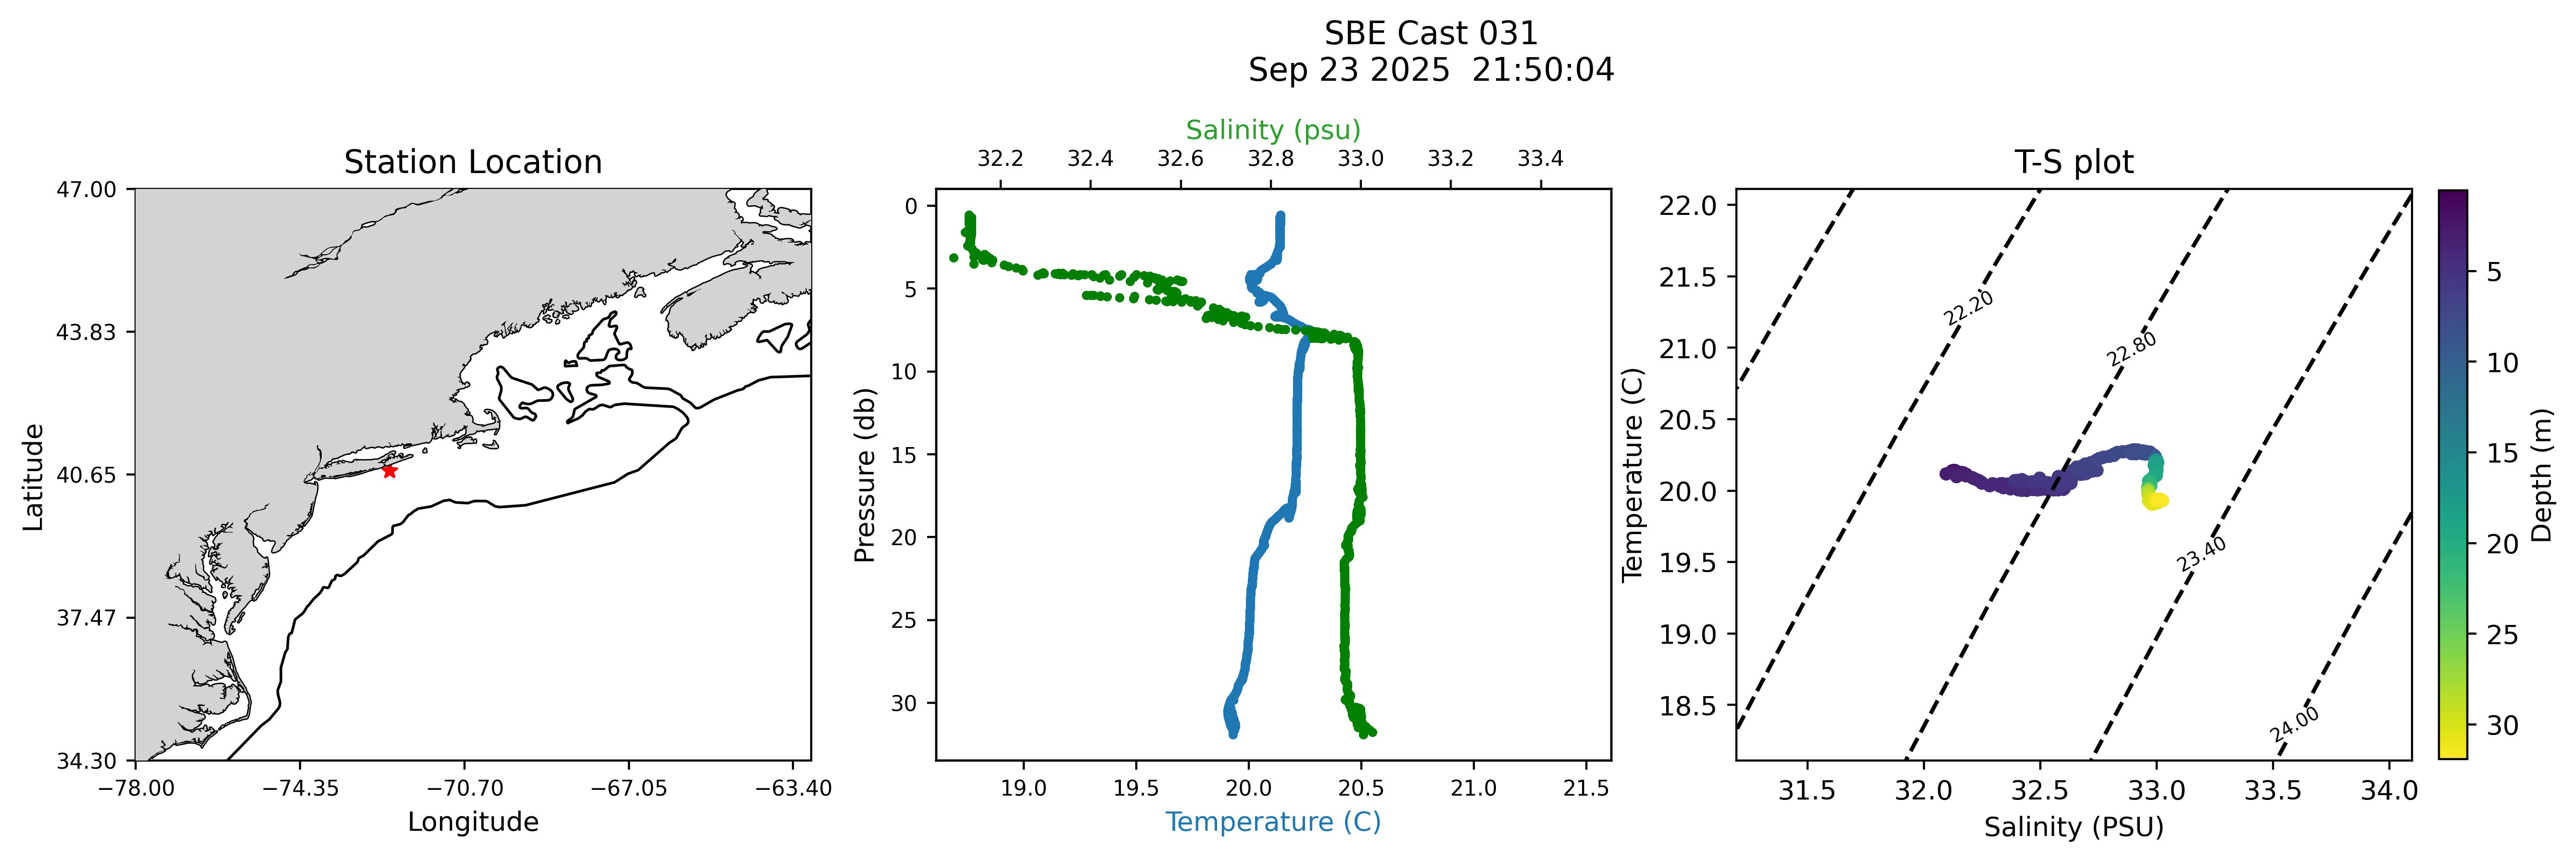 SBE Cast 031
Sep 23 2025  21:50:04
Station Location
47.00
43.83
40.65
37.47
34.30
Latitude
−78.00 −74.35 −70.70 −67.05 −63.40
Longitude
Salinity (psu)
32.2 32.4 32.6 32.8 33.0 33.2 33.4
0
5
10
15
20
25
30
Pressure (db)
19.0 19.5 20.0 20.5 21.0 21.5
Temperature (C)
T-S plot
22.0
21.5
21.0
20.5
20.0
19.5
19.0
18.5
Temperature (C)
22.20
22.80
23.40
24.00
31.5 32.0 32.5 33.0 33.5 34.0
Salinity (PSU)
5
10
15
20
25
30
Depth (m)